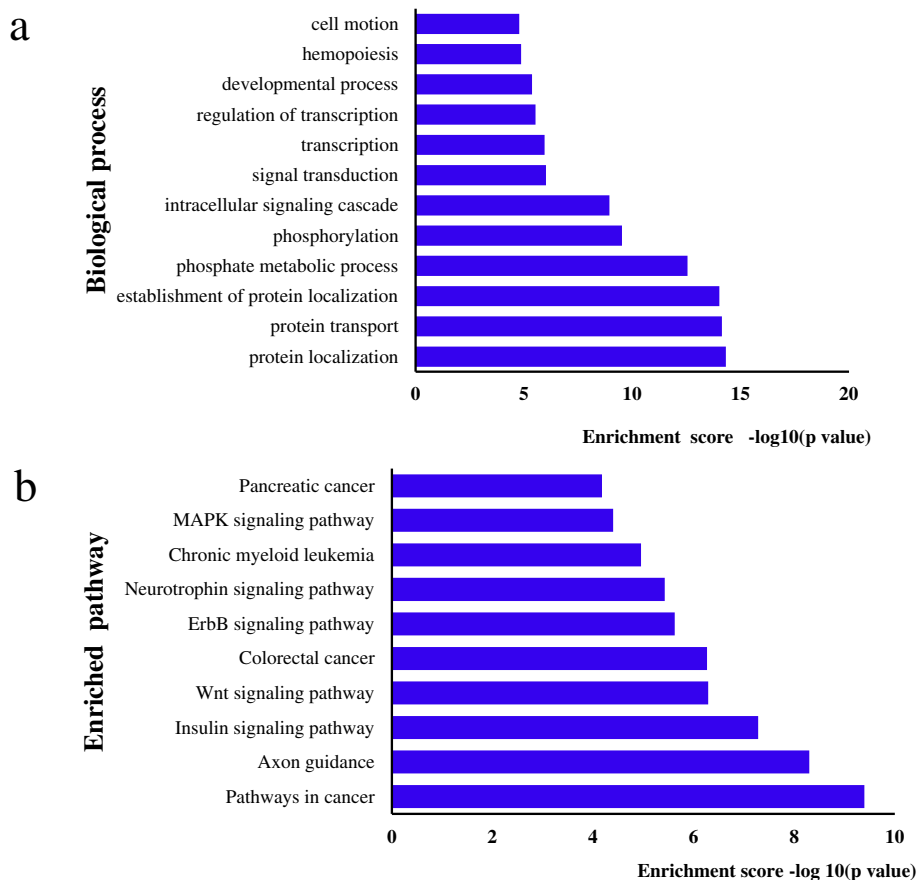 a
Biological process
cell motion
hemopoiesis
developmental process
regulation of transcription
transcription
signal transduction
intracellular signaling cascade
phosphorylation
phosphate metabolic process
establishment of protein localization
protein transport
protein localization
0 5 10 15 20
Enrichment score -log10(p value)
b
Enriched pathway
Pancreatic cancer
MAPK signaling pathway
Chronic myeloid leukemia
Neurotrophin signaling pathway
ErbB signaling pathway
Colorectal cancer
Wnt signaling pathway
Insulin signaling pathway
Axon guidance
Pathways in cancer
0 2 4 6 8 10
Enrichment score -log 10(p value)